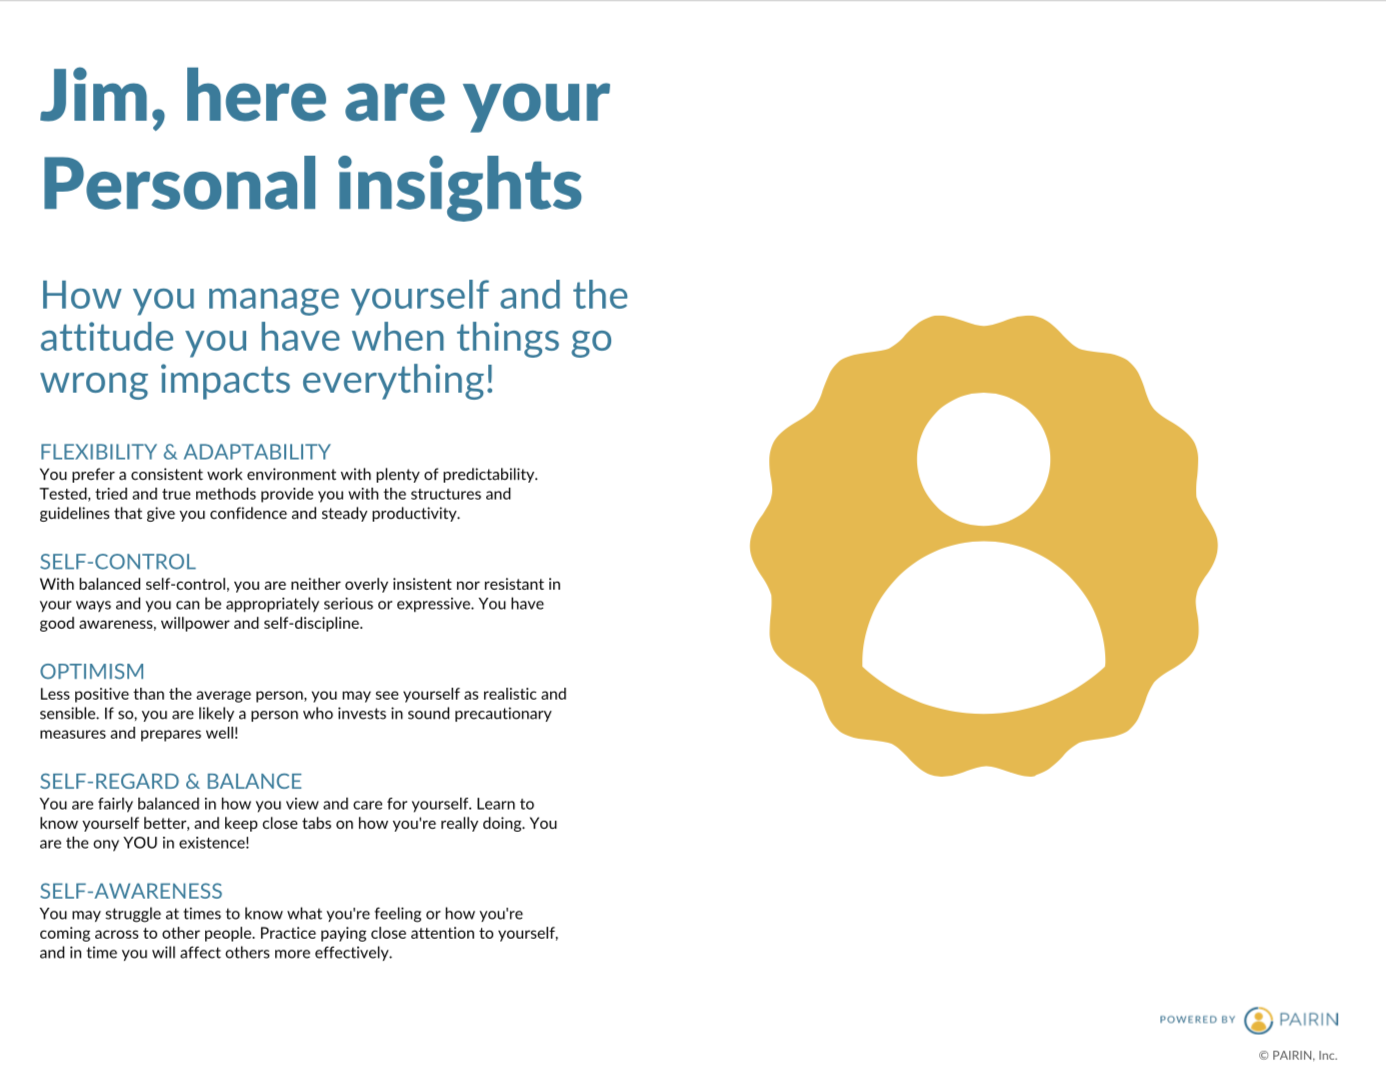 Jim, here are your
Personal insights
How you manage yourself and the
attitude you have when things go
wrong impacts everything!
FLEXIBILITY & ADAPTABILITY
You prefer a consistent work environment with plenty of predictability.
Tested, tried and true methods provide you with the structures and
guidelines that give you confidence and steady productivity.
SELF-CONTROL
With balanced self-control, you are neither overly insistent nor resistant in
your ways and you can be appropriately serious or expressive. You have
good awareness, willpower and self-discipline.
OPTIMISM
Less positive than the average person, you may see yourself as realistic and
sensible. If so, you are likely a person who invests in sound precautionary
measures and prepares well!
SELF-REGARD & BALANCE
You are fairly balanced in how you view and care for yourself. Learn to
know yourself better, and keep close tabs on how you're really doing. You
are the ony YOU in existence!
SELF-AWARENESS
You may struggle at times to know what you're feeling or how you're
coming across to other people. Practice paying close attention to yourself,
and in time you will affect others more effectively.
POWERED BY PAIRIN
© PAIRIN, Inc.